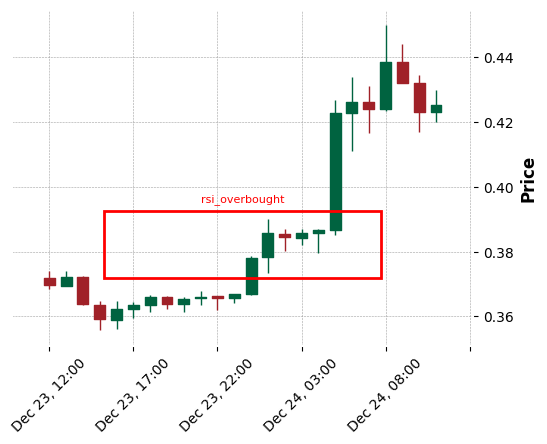 0.44
0.42
0.40
0.38
0.36
Price
rsi_overbought
Dec 23, 12:00
Dec 23, 17:00
Dec 23, 22:00
Dec 24, 03:00
Dec 24, 08:00